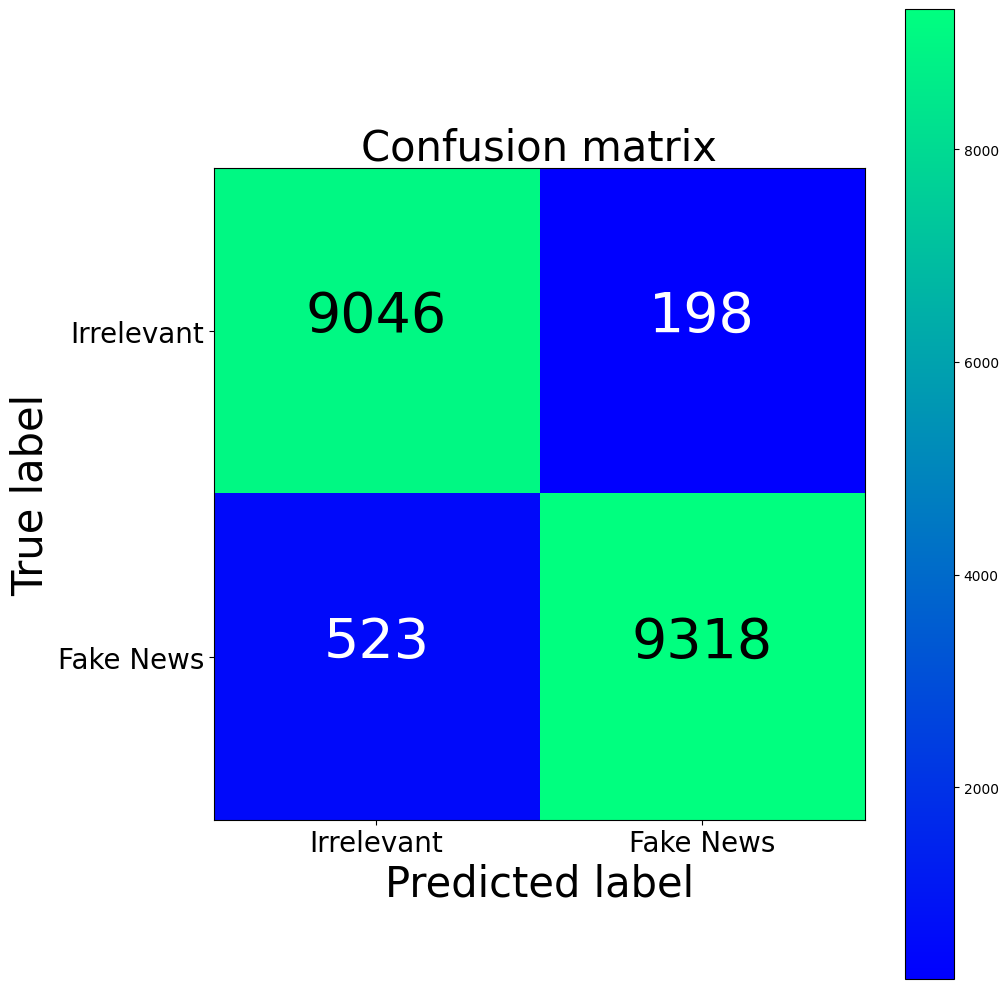 Confusion matrix
True label
Irrelevant
Fake News
9046
198
523
9318
Irrelevant
Fake News
Predicted label
8000
6000
4000
2000